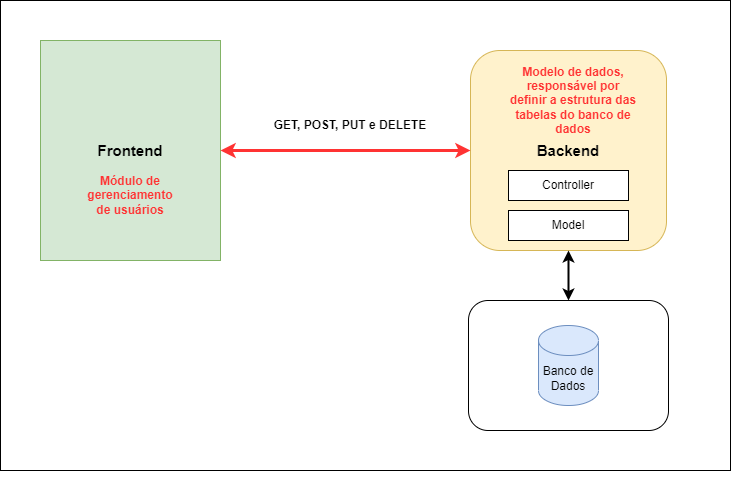 Frontend
Módulo de
gerenciamento
de usuários
GET, POST, PUT e DELETE
Modelo de dados,
responsável por
definir a estrutura das
tabelas do banco de
dados
Backend
Controller
Model
Banco de
Dados